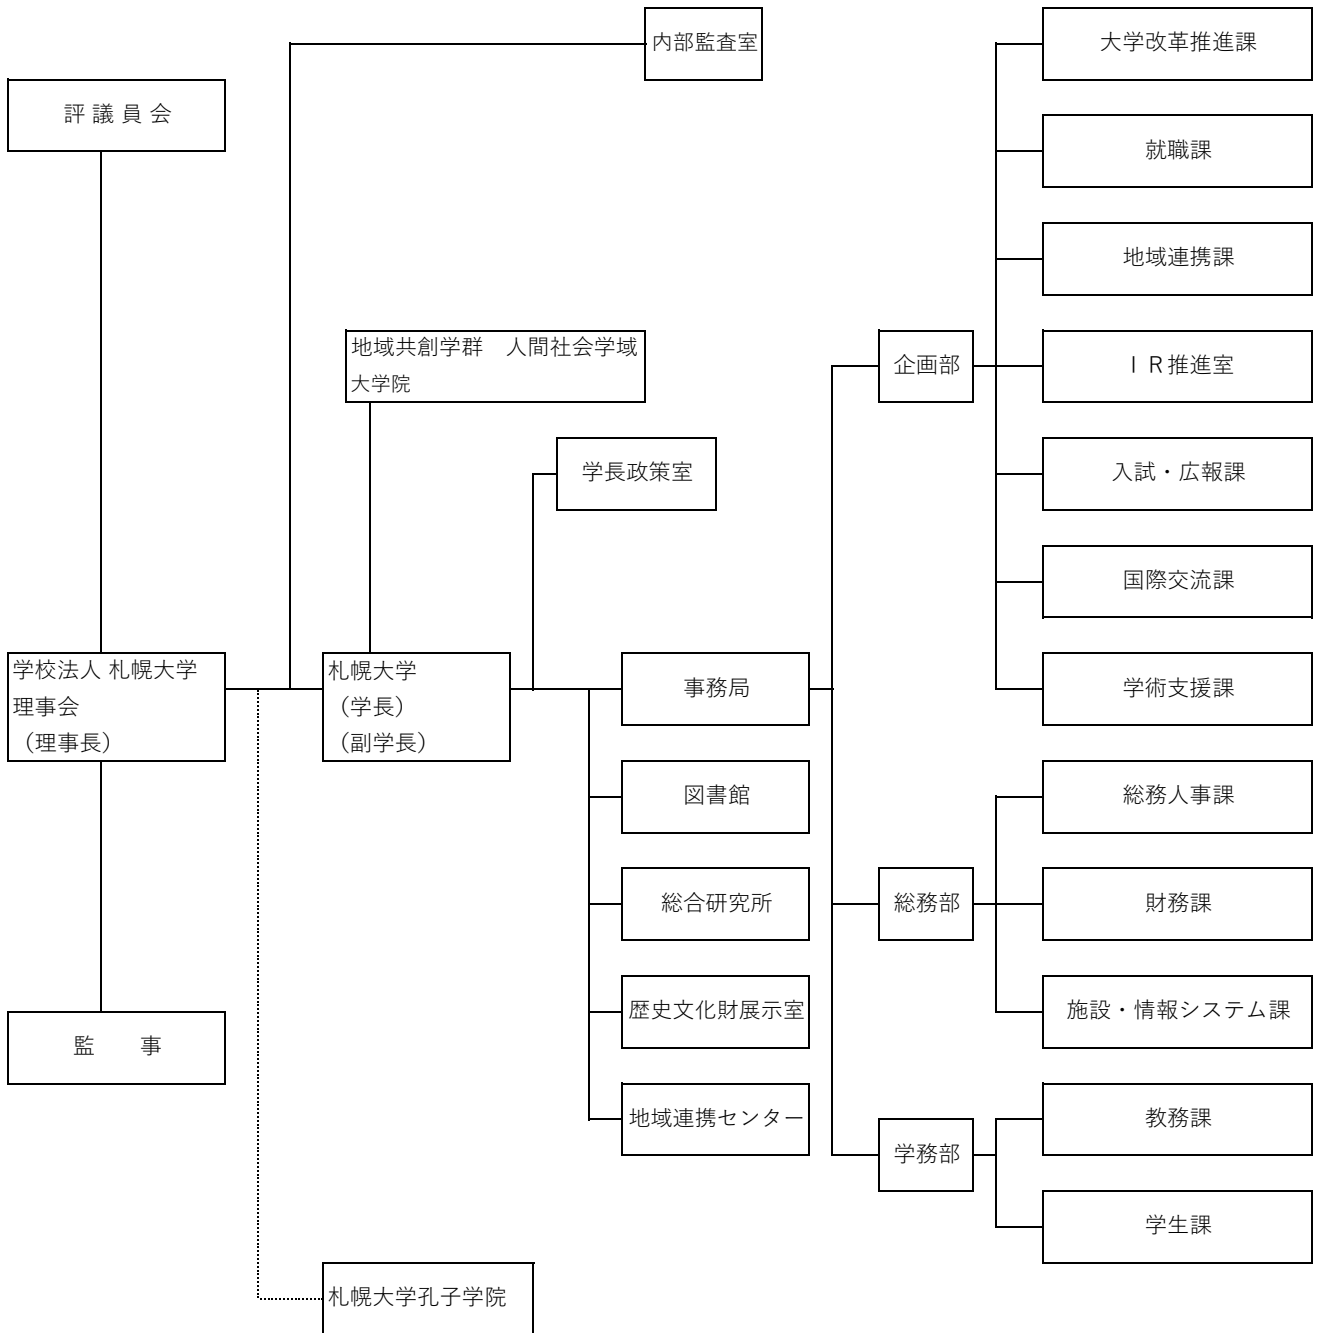 内部監査室
大学改革推進課
評 議 員 会
就職課
地域連携課
地域共創学群　人間社会学域
大学院
企画部
ＩＲ推進室
学長政策室
入試・広報課
国際交流課
学校法人 札幌大学
理事会
（理事長）
札幌大学
（学長）
（副学長）
事務局
学術支援課
図書館
総務人事課
総合研究所
総務部
財務課
歴史文化財展示室
施設・情報システム課
監　　事
地域連携センター
学務部
教務課
学生課
札幌大学孔子学院